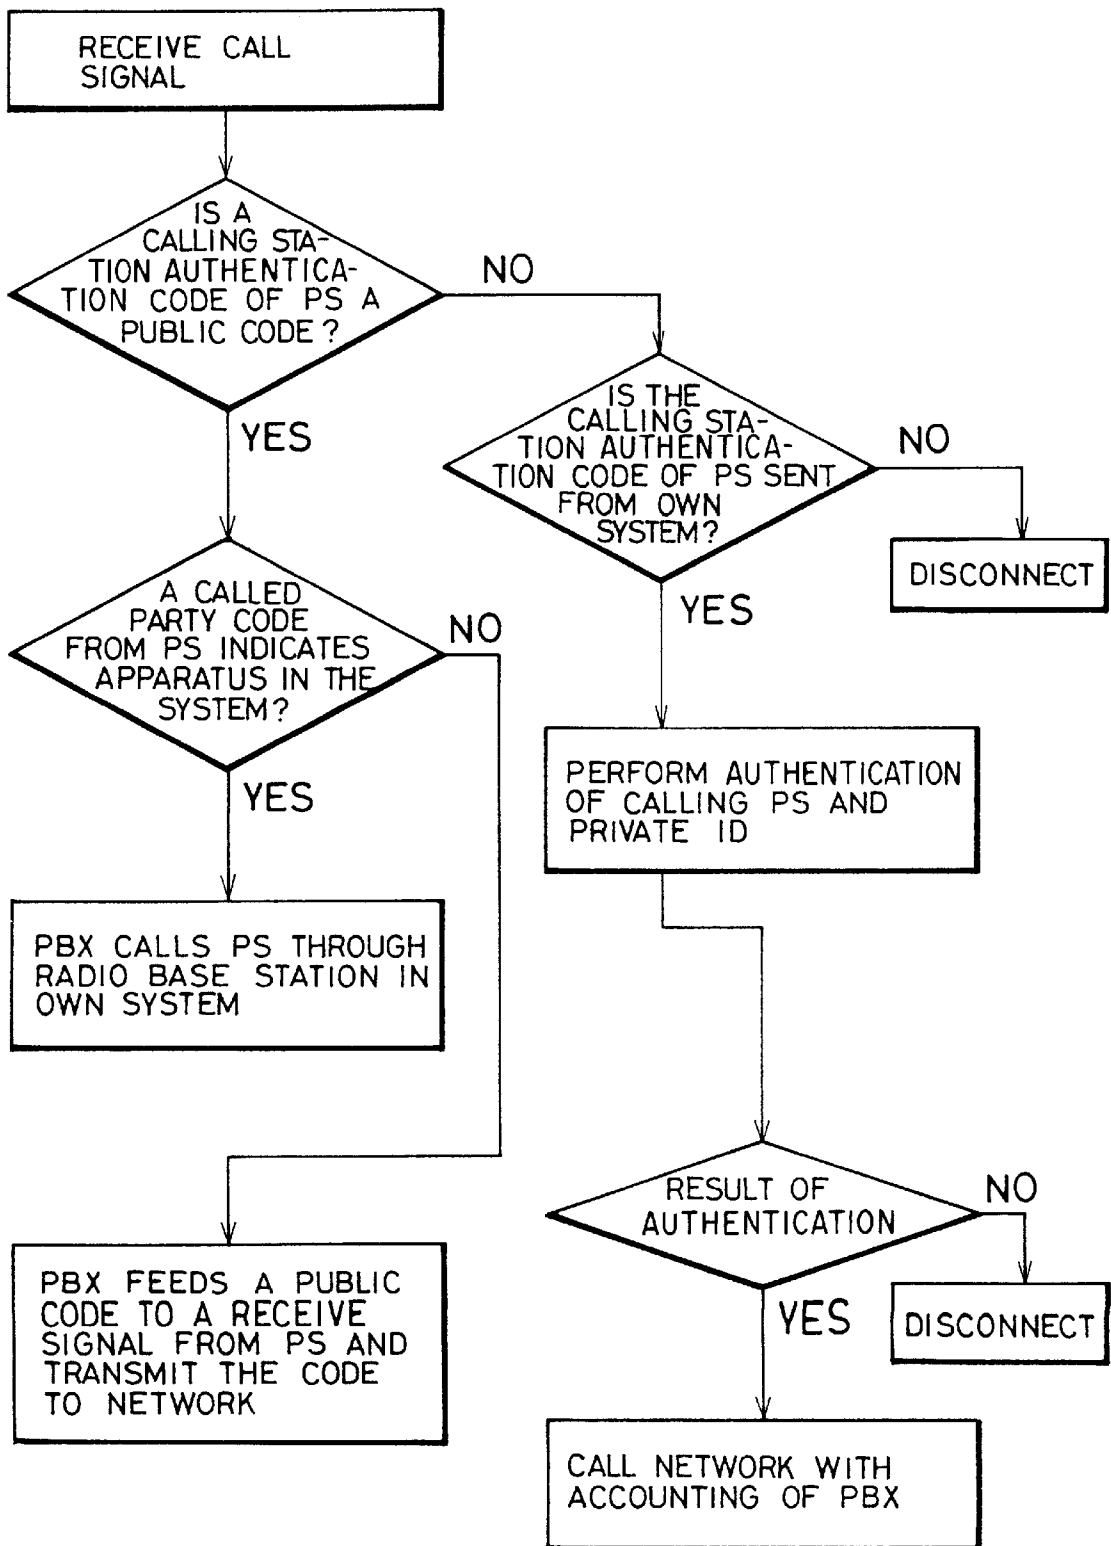 RECEIVE CALL
SIGNAL
IS A
CALLING STA-
TION AUTHENTICA-
TION CODE OF PS A
PUBLIC CODE?
NO
YES
IS THE
CALLING STA-
TION AUTHENTICA-
TION CODE OF PS SENT
FROM OWN
SYSTEM?
NO
YES
DISCONNECT
A CALLED
PARTY CODE
FROM PS INDICATES
APPARATUS IN THE
SYSTEM?
NO
YES
PERFORM AUTHENTICATION
OF CALLING PS AND
PRIVATE ID
PBX CALLS PS THROUGH
RADIO BASE STATION IN
OWN SYSTEM
RESULT OF
AUTHENTICATION
NO
YES
DISCONNECT
PBX FEEDS A PUBLIC
CODE TO A RECEIVE
SIGNAL FROM PS AND
TRANSMIT THE CODE
TO NETWORK
CALL NETWORK WITH
ACCOUNTING OF PBX